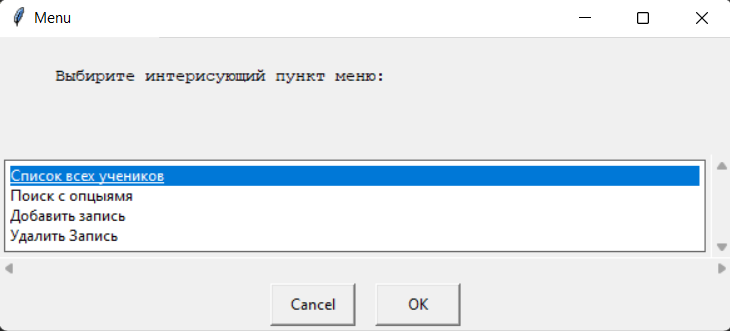 Menu
Выбирите интерисующий пункт меню:
Список всех учеников
Поиск с опцыямя
Добавить запись
Удалить Запись
Cancel OK